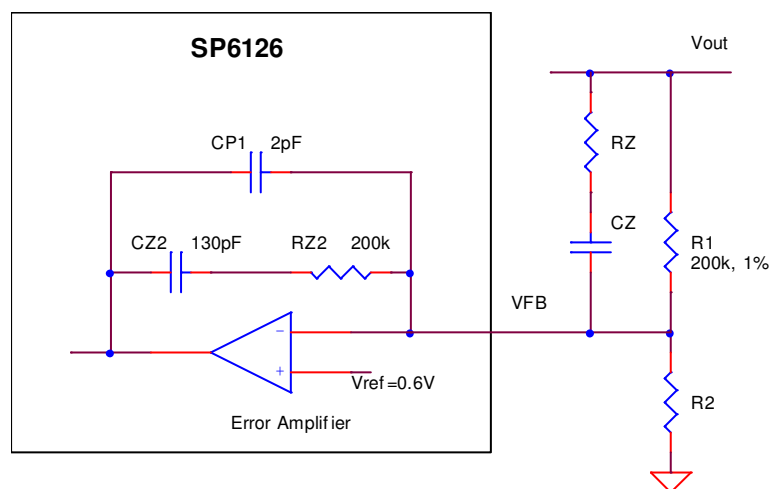 SP6126
Vout
CP1 2pF
RZ
CZ2 130pF RZ2 200k
CZ
R1
200k, 1%
VFB
−
+
Vref=0.6V
R2
Error Amplifier